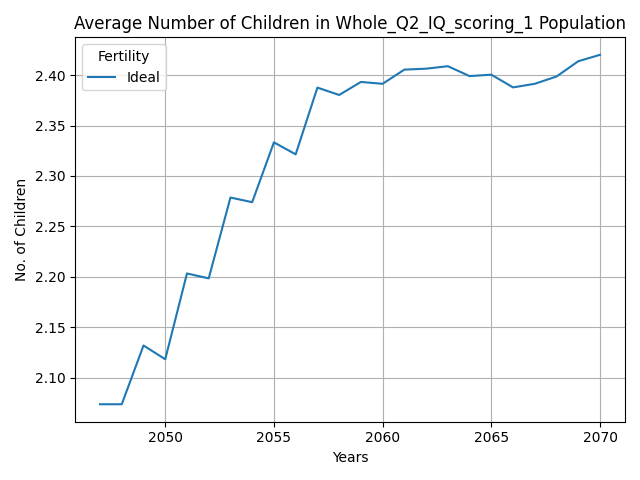 Average Number of Children in Whole_Q2_IQ_scoring_1 Population
Fertility
Ideal
No. of Children
2.40
2.35
2.30
2.25
2.20
2.15
2.10
2050
2055
2060
2065
2070
Years